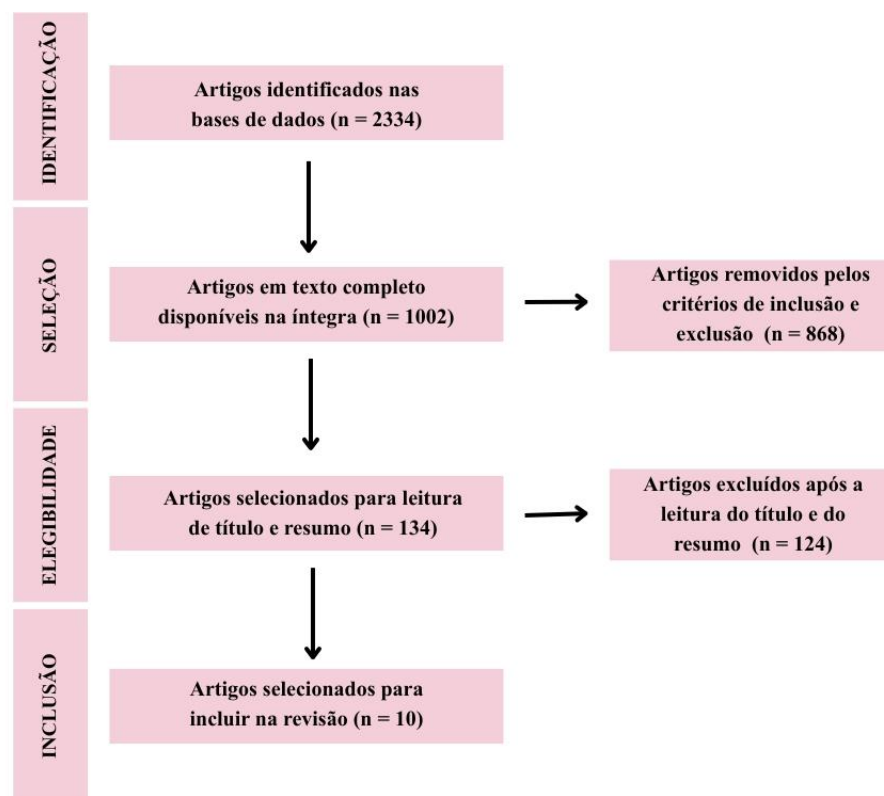 IDENTIFICAÇÃO
Artigos identificados nas
bases de dados (n = 2334)
SELEÇÃO
Artigos em texto completo
disponíveis na íntegra (n = 1002)
Artigos removidos pelos
critérios de inclusão e
exclusão (n = 868)
ELEGIBILIDADE
Artigos selecionados para leitura
de título e resumo (n = 134)
Artigos excluídos após a
leitura do título e do
resumo (n = 124)
INCLUSÃO
Artigos selecionados para
incluir na revisão (n = 10)